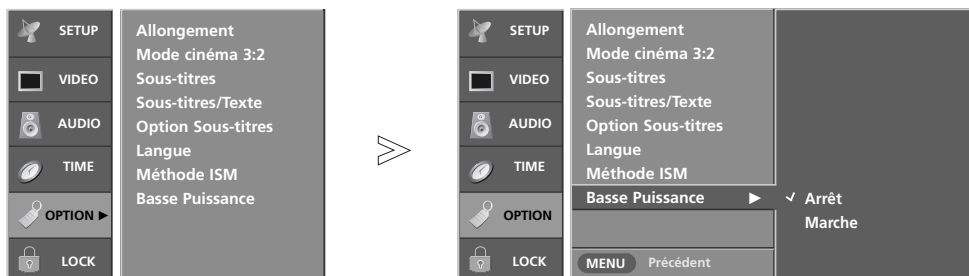 SETUP
VIDEO
AUDIO
TIME
OPTION ►
LOCK
Allongement
Mode cinéma 3:2
Sous-titres
Sous-titres/Texte
Option Sous-titres
Langue
Méthode ISM
Basse Puissance
SETUP
VIDEO
AUDIO
TIME
OPTION
LOCK
Allongement
Mode cinéma 3:2
Sous-titres
Sous-titres/Texte
Option Sous-titres
Langue
Méthode ISM
Basse Puissance ►
✓ Arrêt
Marche
MENU Précédent